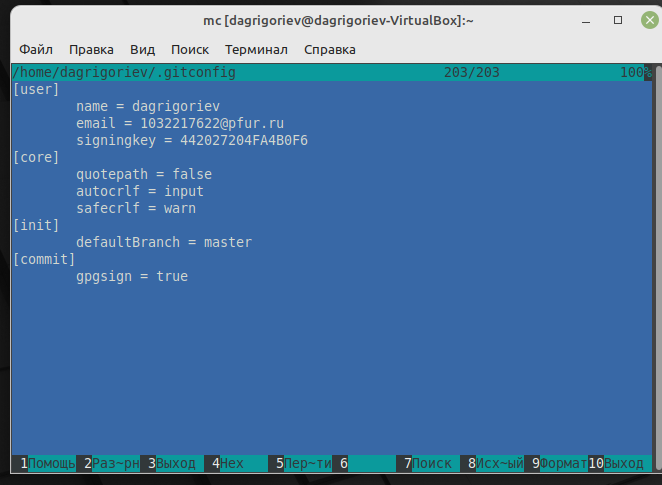 mc [dagrigoriev@dagrigoriev-VirtualBox]:~
Файл Правка Вид Поиск Терминал Справка
/home/dagrigoriev/.gitconfig 203/203 100%
[user]
name = dagrigoriev
email = 1032217622@pfur.ru
signingkey = 442027204FA4B0F6
[core]
quotepath = false
autocrlf = input
safecrlf = warn
[init]
defaultBranch = master
[commit]
gpgsign = true
1Помощь 2Раз~рн 3Выход 4Hex 5Пер~ти 6 7Поиск 8Исх~ый 9Формат 10Выход